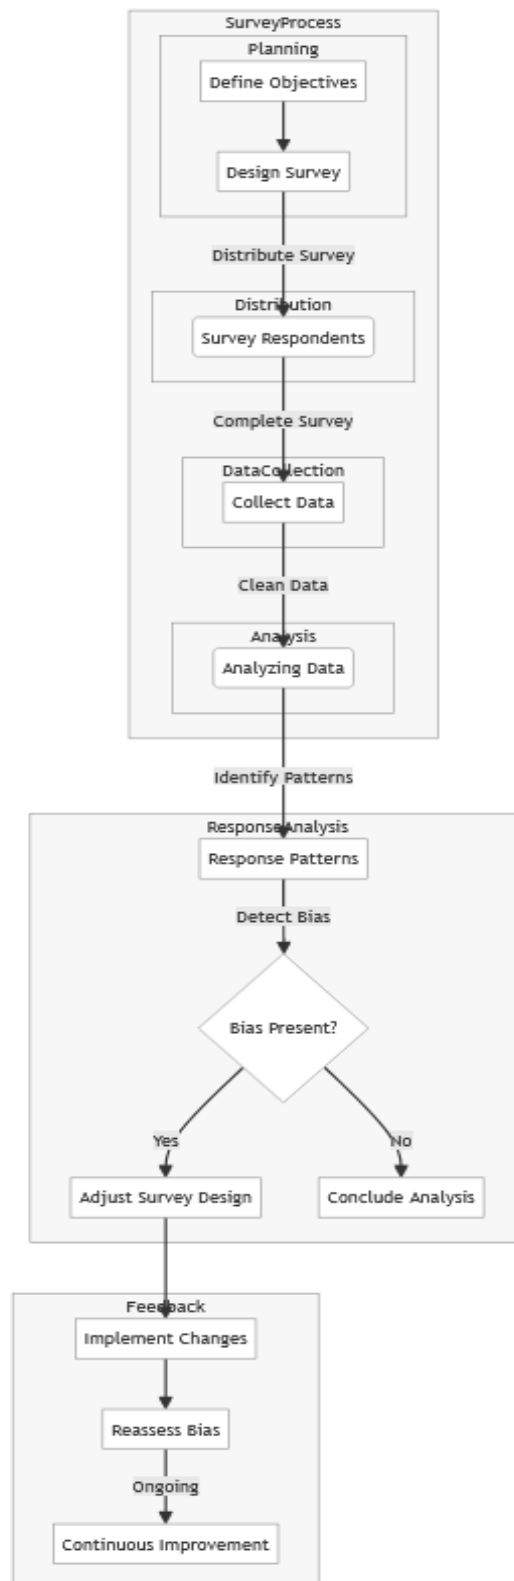 SurveyProcess
Planning
Define Objectives
Design Survey
Distribute Survey
Distribution
Survey Respondents
Complete Survey
DataCollection
Collect Data
Clean Data
Analysis
Analyzing Data
Identify Patterns
ResponseAnalysis
Response Patterns
Detect Bias
Bias Present?
Yes
No
Adjust Survey Design
Conclude Analysis
Feedback
Implement Changes
Reassess Bias
Ongoing
Continuous Improvement